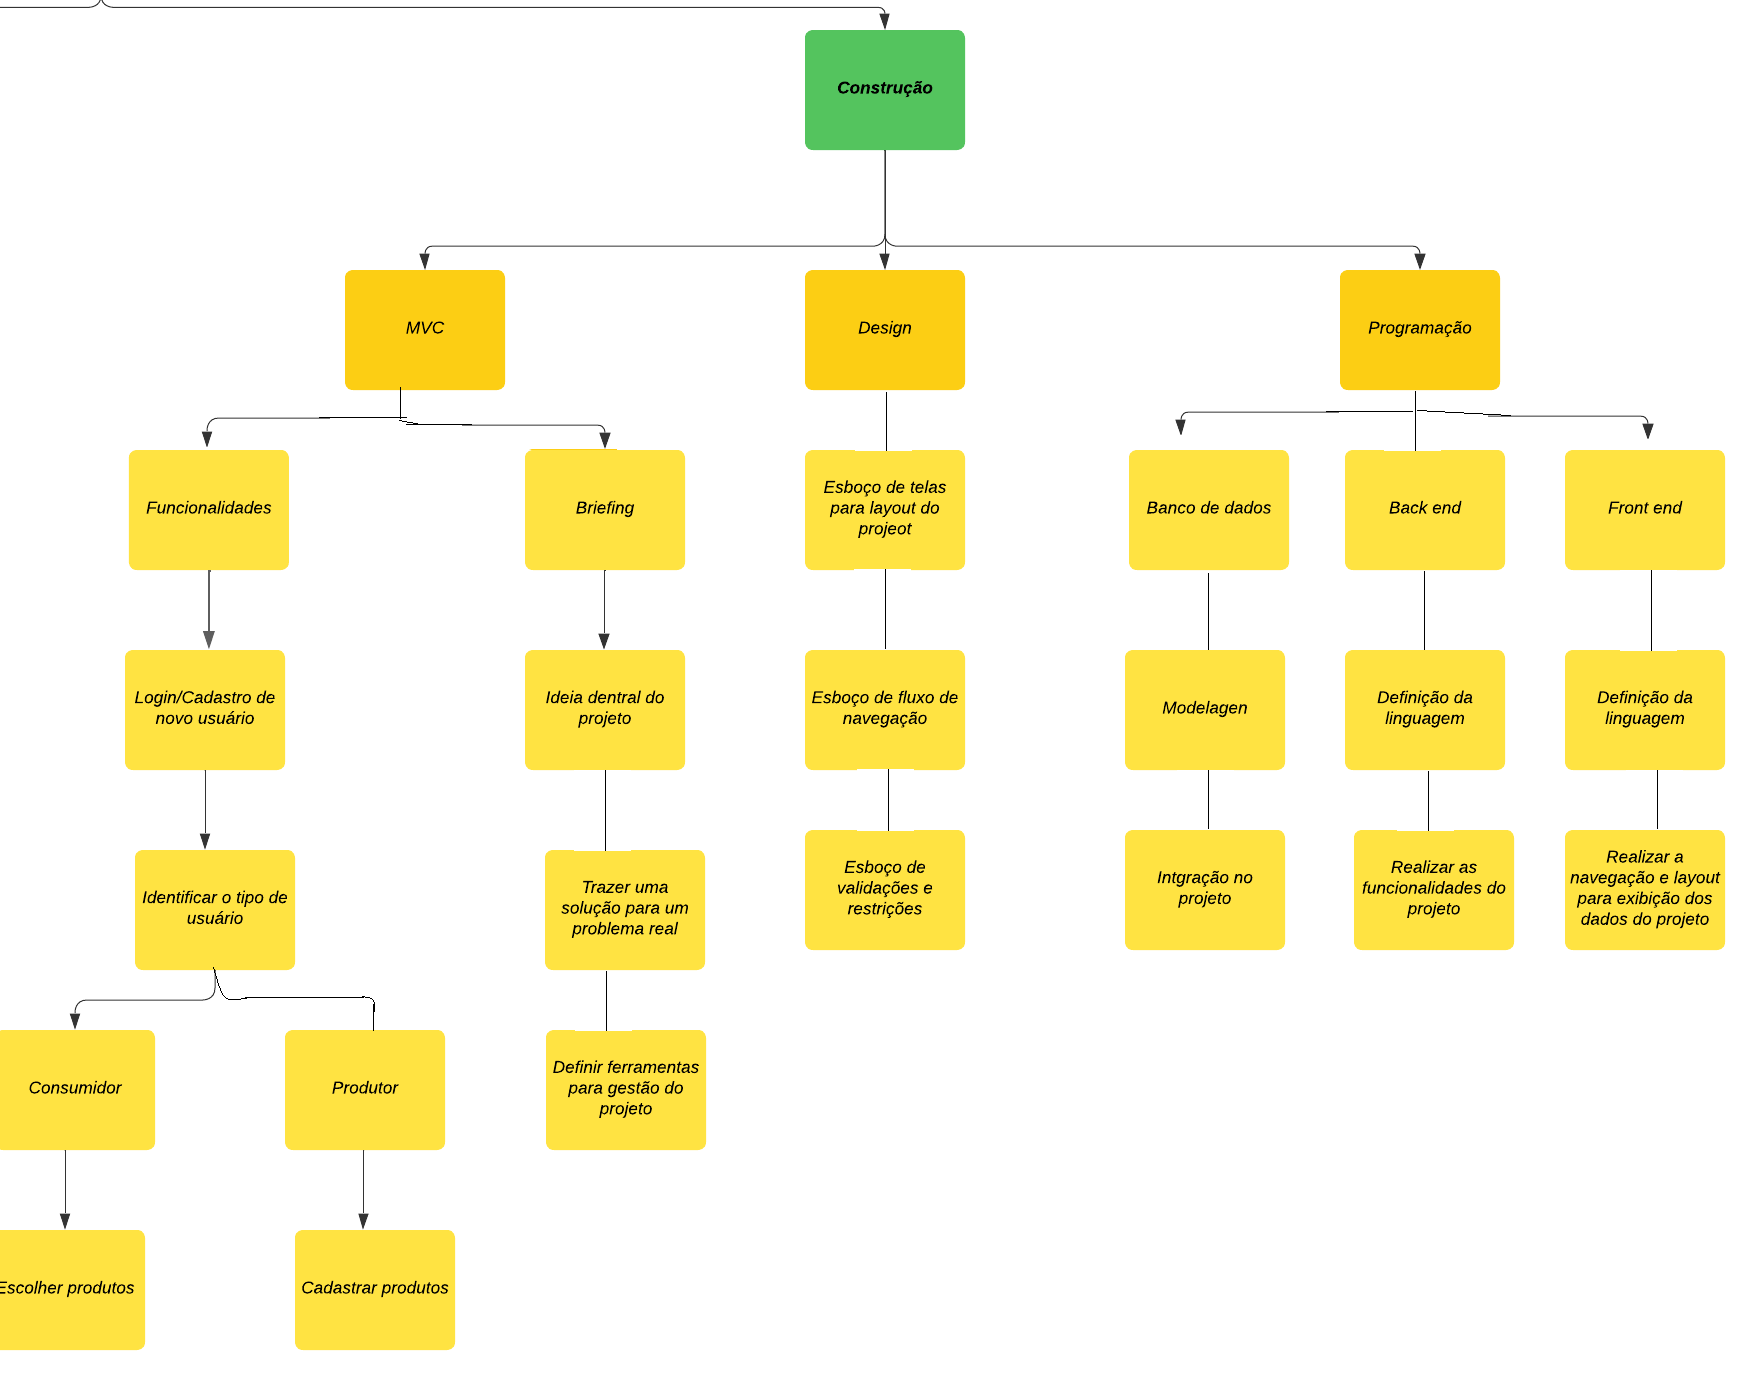 Construção
MVC
Design
Programação
Funcionalidades
Briefing
Esboço de telas
para layout do
projeot
Banco de dados
Back end
Front end
Login/Cadastro de
novo usuário
Ideia dentral do
projeto
Esboço de fluxo de
navegação
Modelagen
Definição da
linguagem
Definição da
linguagem
Identificar o tipo de
usuário
Trazer uma
solução para um
problema real
Esboço de
validações e
restrições
Intgração no
projeto
Realizar as
funcionalidades do
projeto
Realizar a
navegação e layout
para exibição dos
dados do projeto
Consumidor
Produtor
Definir ferramentas
para gestão do
projeto
Escolher produtos
Cadastrar produtos